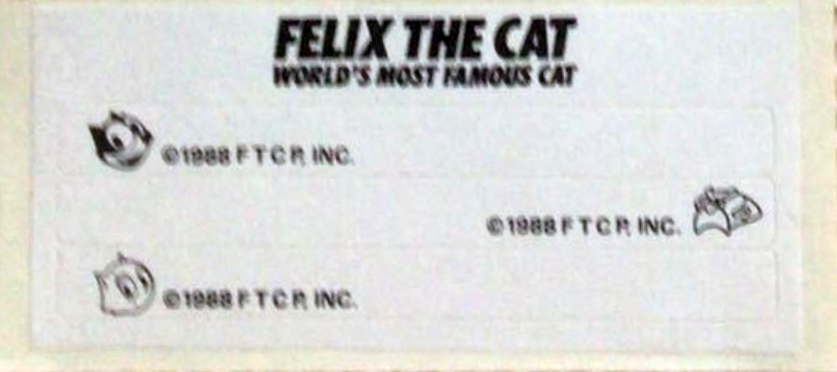 FELIX THE CAT
WORLD'S MOST FAMOUS CAT
©1988 F T C P, INC.
©1988 F T C P, INC.
©1988 F T C P, INC.